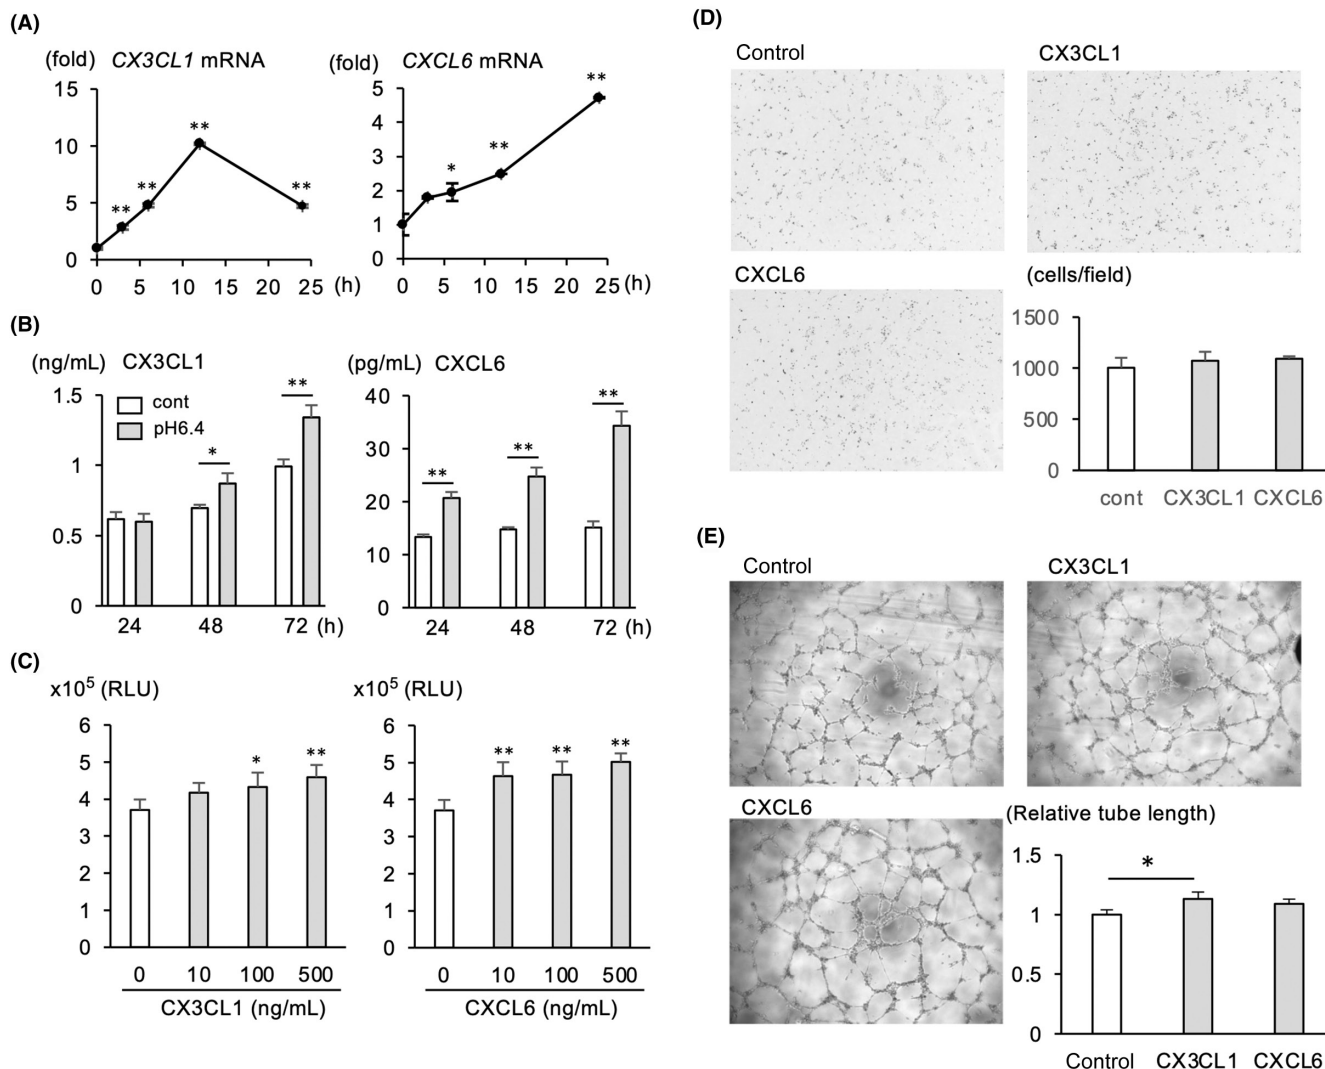 (A)
(fold) CX3CL1 mRNA
15
10
5
0
** ** ** **
0 5 10 15 20 25 (h)
(fold) CXCL6 mRNA
5
4
3
2
1
0
* ** **
0 5 10 15 20 25 (h)
(B)
(ng/mL) CX3CL1
cont
pH6.4
1.5
1
0.5
0
* **
24 48 72 (h)
(pg/mL) CXCL6
40
30
20
10
0
** ** **
24 48 72 (h)
(C)
x10⁵ (RLU)
6
5
4
3
2
1
0
* **
0 10 100 500
CX3CL1 (ng/mL)
x10⁵ (RLU)
6
5
4
3
2
1
0
** ** **
0 10 100 500
CXCL6 (ng/mL)
(D)
Control
CX3CL1
CXCL6
(cells/field)
1500
1000
500
0
cont CX3CL1 CXCL6
(E)
Control
CX3CL1
CXCL6
(Relative tube length)
1.5
1
0.5
0
*
Control CX3CL1 CXCL6